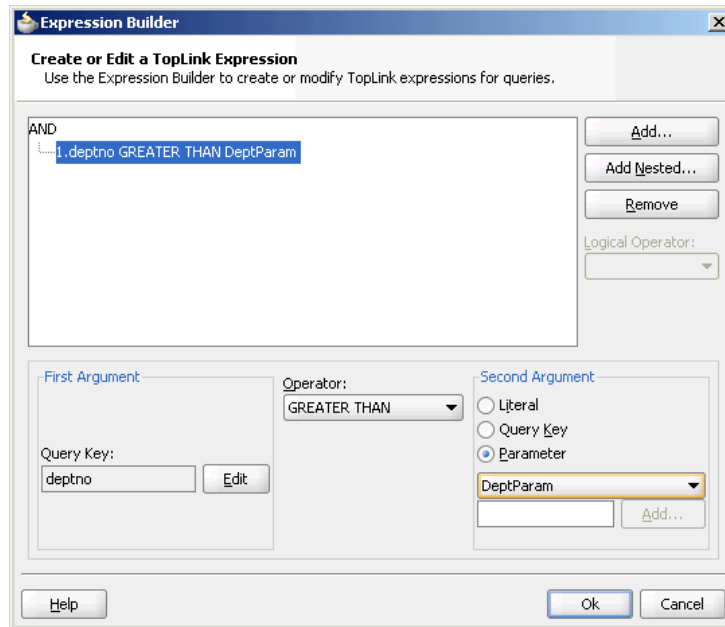 Expression Builder
Create or Edit a TopLink Expression
Use the Expression Builder to create or modify TopLink expressions for queries.
AND
1.deptno GREATER THAN DeptParam
Add...
Add Nested...
Remove
Logical Operator:
First Argument
Query Key:
deptno
Edit
Operator:
GREATER THAN
Second Argument
Literal
Query Key
Parameter
DeptParam
Add...
Help
Ok
Cancel